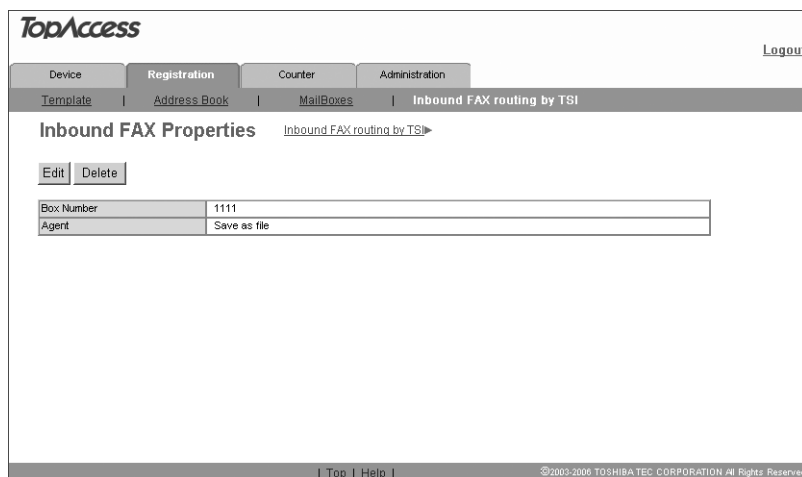 TopAccess
Logout
Device Registration Counter Administration
Template | Address Book | MailBoxes | Inbound FAX routing by TSI
Inbound FAX Properties Inbound FAX routing by TSI▶
Edit Delete
Box Number 1111
Agent Save as file
| Top | Help | ©2003-2006 TOSHIBA TEC CORPORATION All Rights Reserved